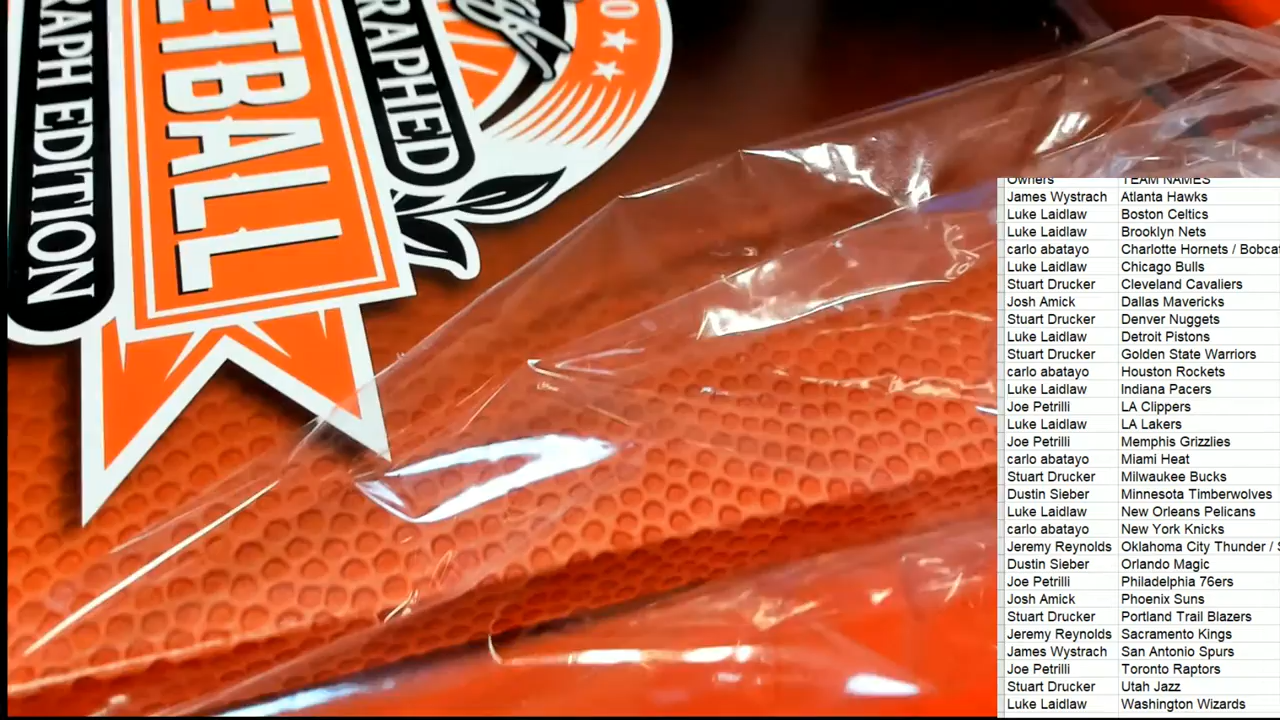 RAPH EDITION
ETBALL
RAPHED
0
Owners TEAM NAMES
James Wystrach Atlanta Hawks
Luke Laidlaw Boston Celtics
Luke Laidlaw Brooklyn Nets
carlo abatayo Charlotte Hornets / Bobca
Luke Laidlaw Chicago Bulls
Stuart Drucker Cleveland Cavaliers
Josh Amick Dallas Mavericks
Stuart Drucker Denver Nuggets
Luke Laidlaw Detroit Pistons
Stuart Drucker Golden State Warriors
carlo abatayo Houston Rockets
Luke Laidlaw Indiana Pacers
Joe Petrilli LA Clippers
Luke Laidlaw LA Lakers
Joe Petrilli Memphis Grizzlies
carlo abatayo Miami Heat
Stuart Drucker Milwaukee Bucks
Dustin Sieber Minnesota Timberwolves
Luke Laidlaw New Orleans Pelicans
carlo abatayo New York Knicks
Jeremy Reynolds Oklahoma City Thunder / S
Dustin Sieber Orlando Magic
Joe Petrilli Philadelphia 76ers
Josh Amick Phoenix Suns
Stuart Drucker Portland Trail Blazers
Jeremy Reynolds Sacramento Kings
James Wystrach San Antonio Spurs
Joe Petrilli Toronto Raptors
Stuart Drucker Utah Jazz
Luke Laidlaw Washington Wizards